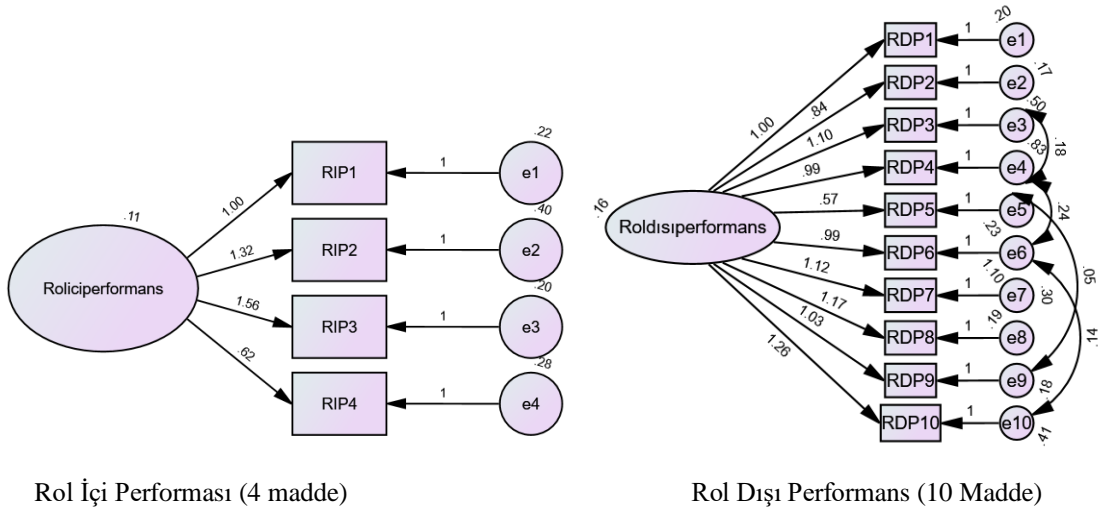 .11
Roliciperformans
1.00
1.32
1.56
.62
RIP1
1
.22
e1
RIP2
1
.40
e2
RIP3
1
.20
e3
RIP4
1
.28
e4
Rol İçi Performası (4 madde)
.16
Roldısıperformans
1.00
.84
1.10
.99
.57
.99
1.12
1.17
1.03
1.26
RDP1
1
.20
e1
RDP2
1
.17
e2
RDP3
1
.50
e3
RDP4
1
.83
e4
RDP5
1
e5
RDP6
1
.23
e6
RDP7
1
1.10
e7
.30
RDP8
1
.19
e8
RDP9
1
e9
.18
RDP10
1
e10
.41
.18
.24
.05
.14
Rol Dışı Performans (10 Madde)